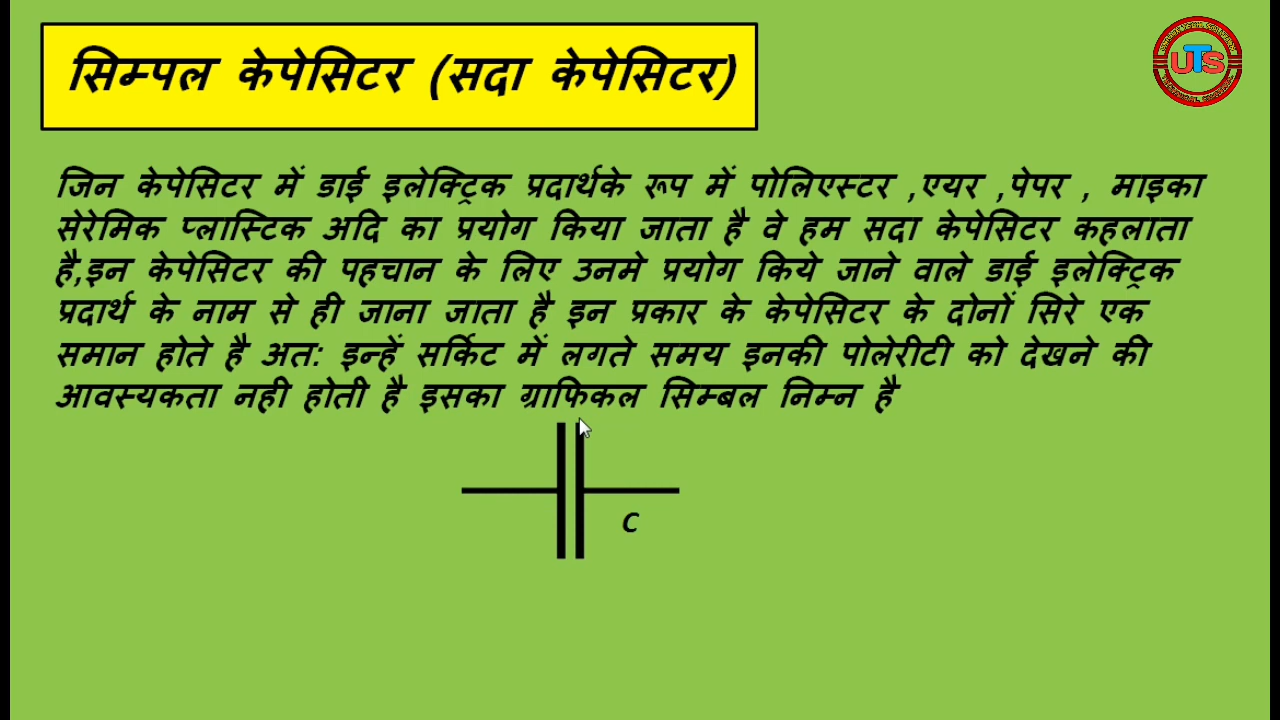 सिम्पल केपेसिटर (सदा केपेसिटर)
UTS
जिन केपेसिटर में डाई इलेक्ट्रिक प्रदार्थके रूप में पोलिएस्टर ,एयर ,पेपर , माइका
सेरेमिक प्लास्टिक अदि का प्रयोग किया जाता है वे हम सदा केपेसिटर कहलाता
है,इन केपेसिटर की पहचान के लिए उनमे प्रयोग किये जाने वाले डाई इलेक्ट्रिक
प्रदार्थ के नाम से ही जाना जाता है इन प्रकार के केपेसिटर के दोनों सिरे एक
समान होते है अत: इन्हें सर्किट में लगते समय इनकी पोलेरीटी को देखने की
आवस्यकता नही होती है इसका ग्राफिकल सिम्बल निम्न है
C